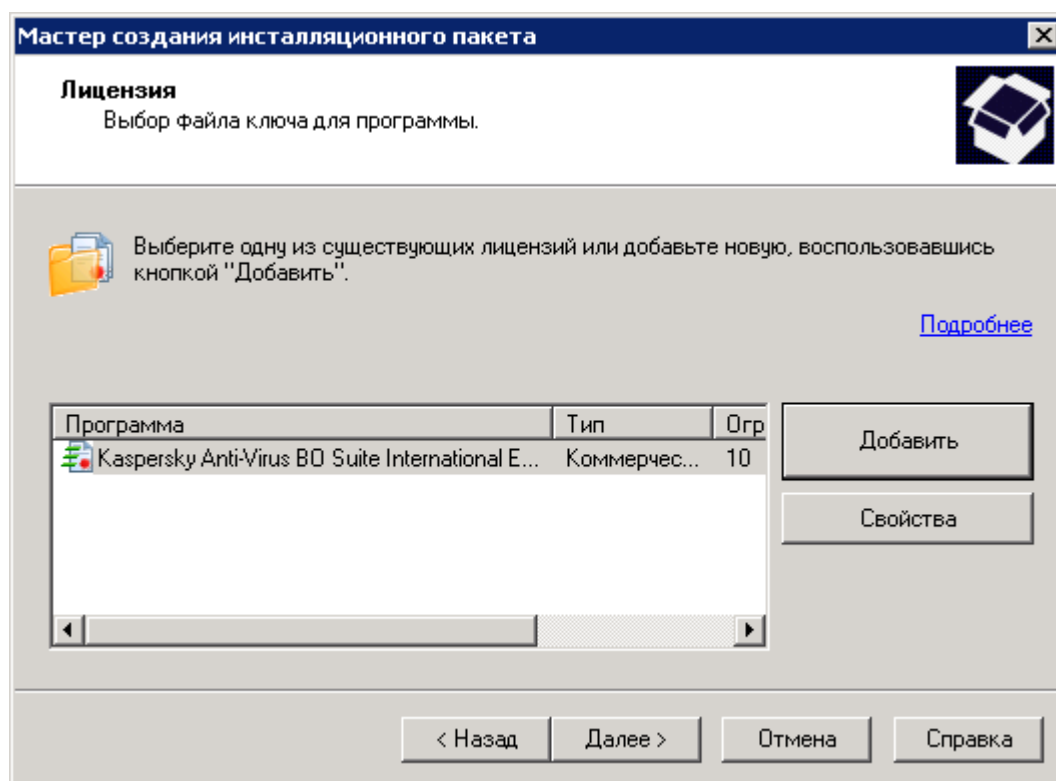 Мастер создания инсталляционного пакета
Лицензия
Выбор файла ключа для программы.
Выберите одну из существующих лицензий или добавьте новую, воспользовавшись
кнопкой "Добавить".
Подробнее
Программа Тип Огр
Kaspersky Anti-Virus BO Suite International E... Коммерчес... 10
Добавить
Свойства
< Назад Далее > Отмена Справка